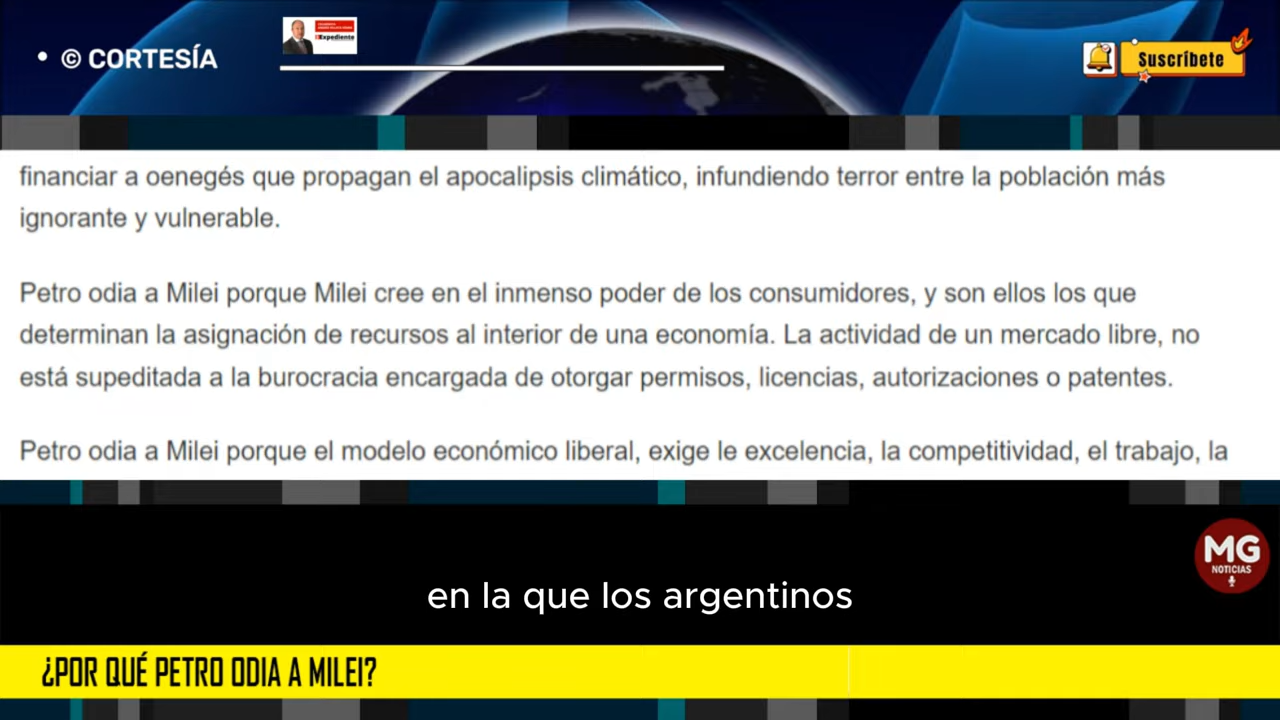 • © CORTESÍA
Expediente
Suscríbete
financiar a oenegés que propagan el apocalipsis climático, infundiendo terror entre la población más
ignorante y vulnerable.
Petro odia a Milei porque Milei cree en el inmenso poder de los consumidores, y son ellos los que
determinan la asignación de recursos al interior de una economía. La actividad de un mercado libre, no
está supeditada a la burocracia encargada de otorgar permisos, licencias, autorizaciones o patentes.
Petro odia a Milei porque el modelo económico liberal, exige le excelencia, la competitividad, el trabajo, la
MG
NOTICIAS
en la que los argentinos
¿POR QUÉ PETRO ODIA A MILEI?